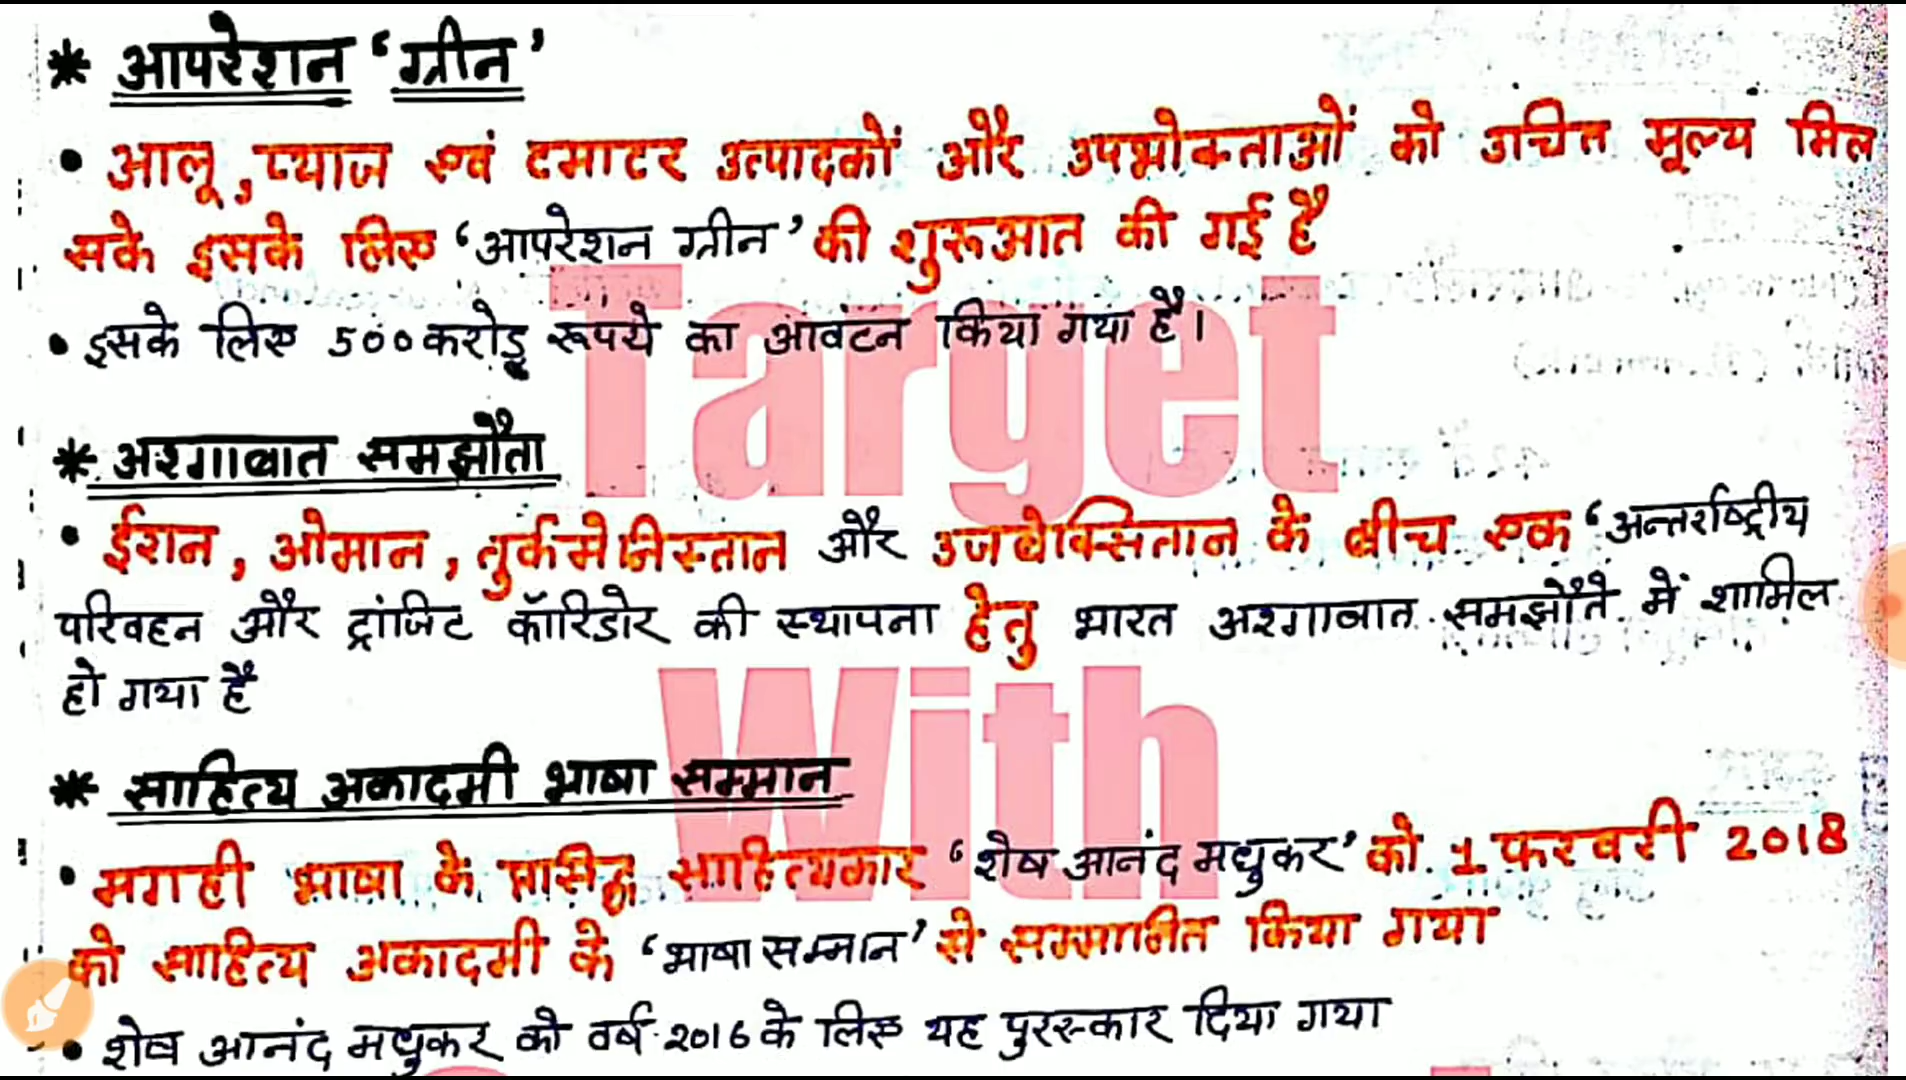 * आपरेशन ‘ग्रीन’
• आलू, प्याज एवं टमाटर उत्पादकों और उपभोक्ताओं को उचित मूल्य मिल
सके इसके लिए ‘आपरेशन ग्रीन’ की शुरूआत की गई है
• इसके लिए 500 करोड़ रूपये का आवंटन किया गया है।
* अश्गाबात समझौता
• ईरान, ओमान, तुर्कमेनिस्तान और उजबेक्सितान के बीच एक ‘अन्तर्राष्ट्रीय
परिवहन और ट्रांजिट कॉरिडोर की स्थापना हेतु भारत अश्गाबात समझौते में शामिल
हो गया है
* साहित्य अकादमी भाषा सम्मान
• मगही भाषा के प्रसिद्ध साहित्यकार ‘शेष आनंद मधुकर’ को 1 फरवरी 2018
को साहित्य अकादमी के ‘भाषा सम्मान’ से सम्मानित किया गया
• शेष आनंद मधुकर को वर्ष 2016 के लिए यह पुरस्कार दिया गया
Target
With